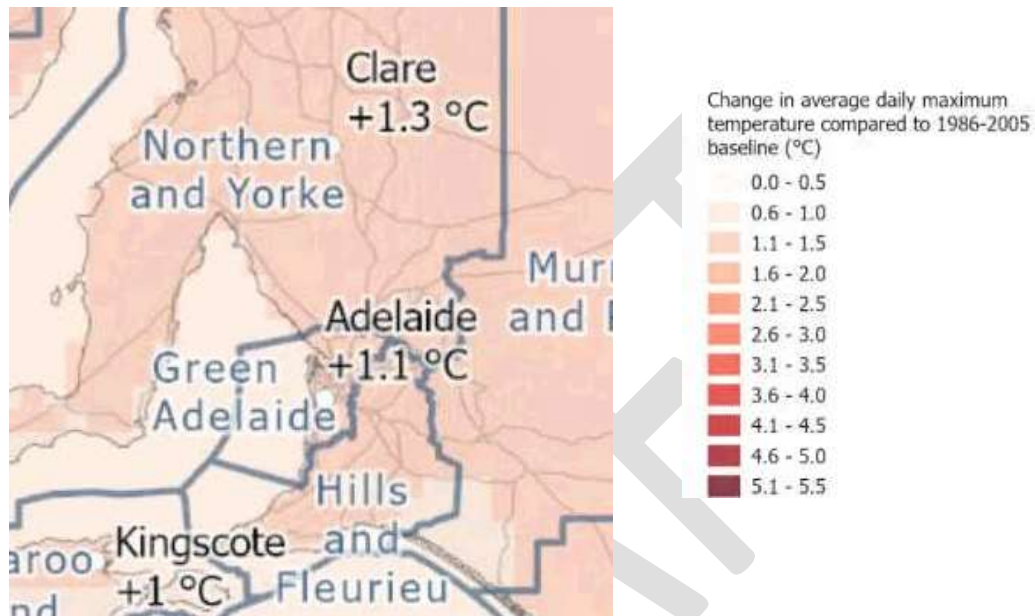 Clare
+1.3 °C
Northern
and Yorke
Adelaide
+1.1 °C
and
Green
Adelaide
Hills
and
Fleurieu
Kingscote
+1 °C
Change in average daily maximum
temperature compared to 1986-2005
baseline (°C)
0.0 - 0.5
0.6 - 1.0
1.1 - 1.5
1.6 - 2.0
2.1 - 2.5
2.6 - 3.0
3.1 - 3.5
3.6 - 4.0
4.1 - 4.5
4.6 - 5.0
5.1 - 5.5